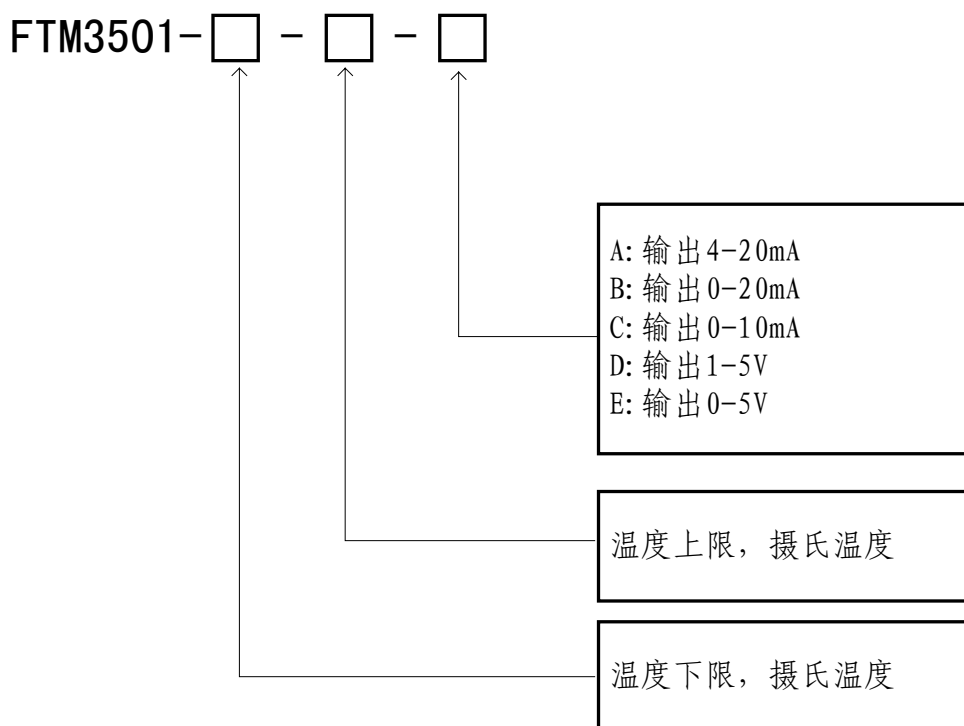 FTM3501-□ - □ - □
A: 输出4-20mA
B: 输出0-20mA
C: 输出0-10mA
D: 输出1-5V
E: 输出0-5V
温度上限，摄氏温度
温度下限，摄氏温度